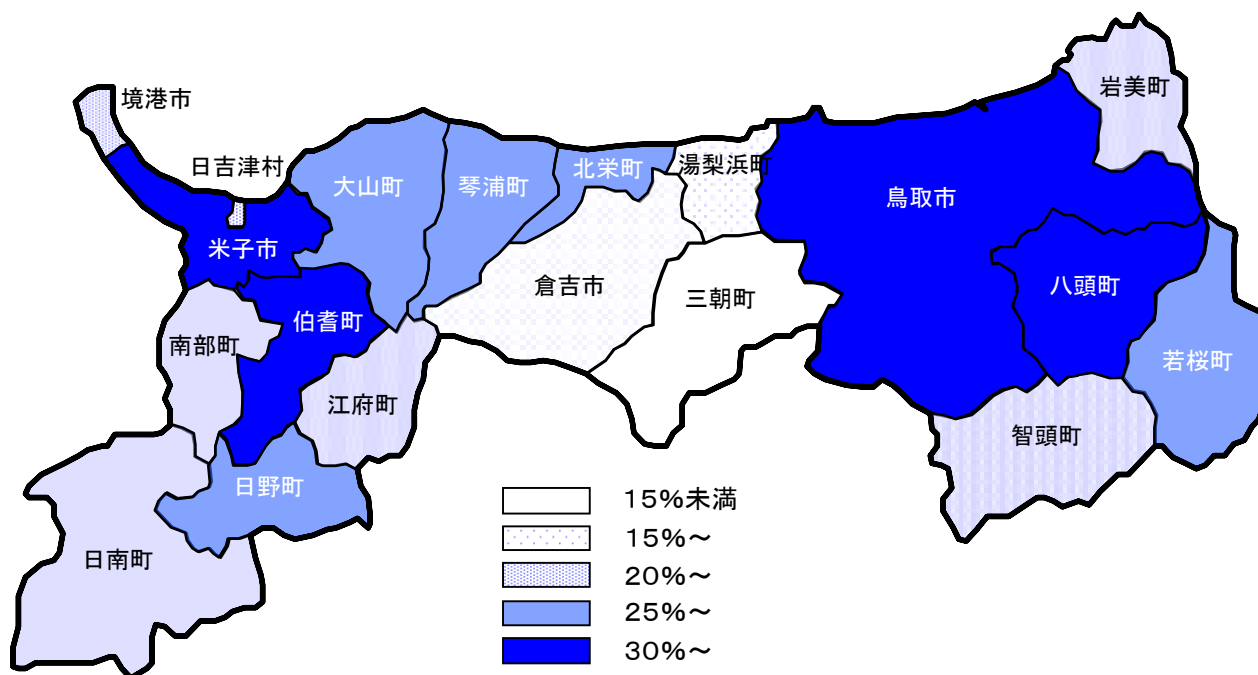 岩美町
境港市
日吉津村
大山町
琴浦町
北栄町
湯梨浜町
鳥取市
米子市
倉吉市
三朝町
八頭町
伯耆町
南部町
若桜町
江府町
智頭町
日野町
日南町
15%未満
15%~
20%~
25%~
30%~